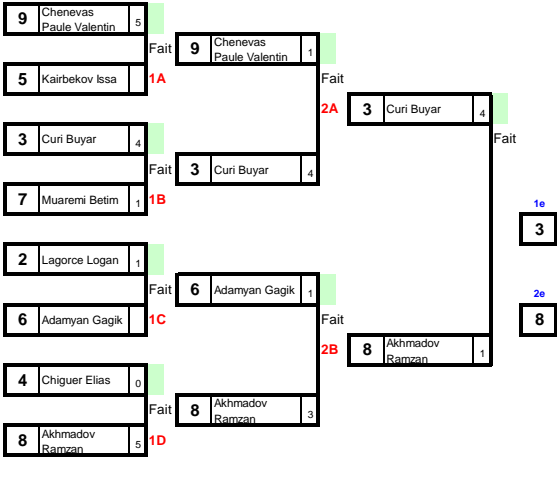 9 Chenevas Paule Valentin 5
Fait
5 Kairbekov Issa 1A
3 Curi Buyar 4
Fait
7 Muaremi Betim 1 1B
2 Lagorce Logan 1
Fait
6 Adamyan Gagik 1C
4 Chiguer Elias 0
Fait
8 Akhmadov Ramzan 5 1D
9 Chenevas Paule Valentin 1
Fait
2A
3 Curi Buyar 4
6 Adamyan Gagik 1
Fait
2B
8 Akhmadov Ramzan 3
3 Curi Buyar 4
Fait
8 Akhmadov Ramzan 1
1e
3
2e
8